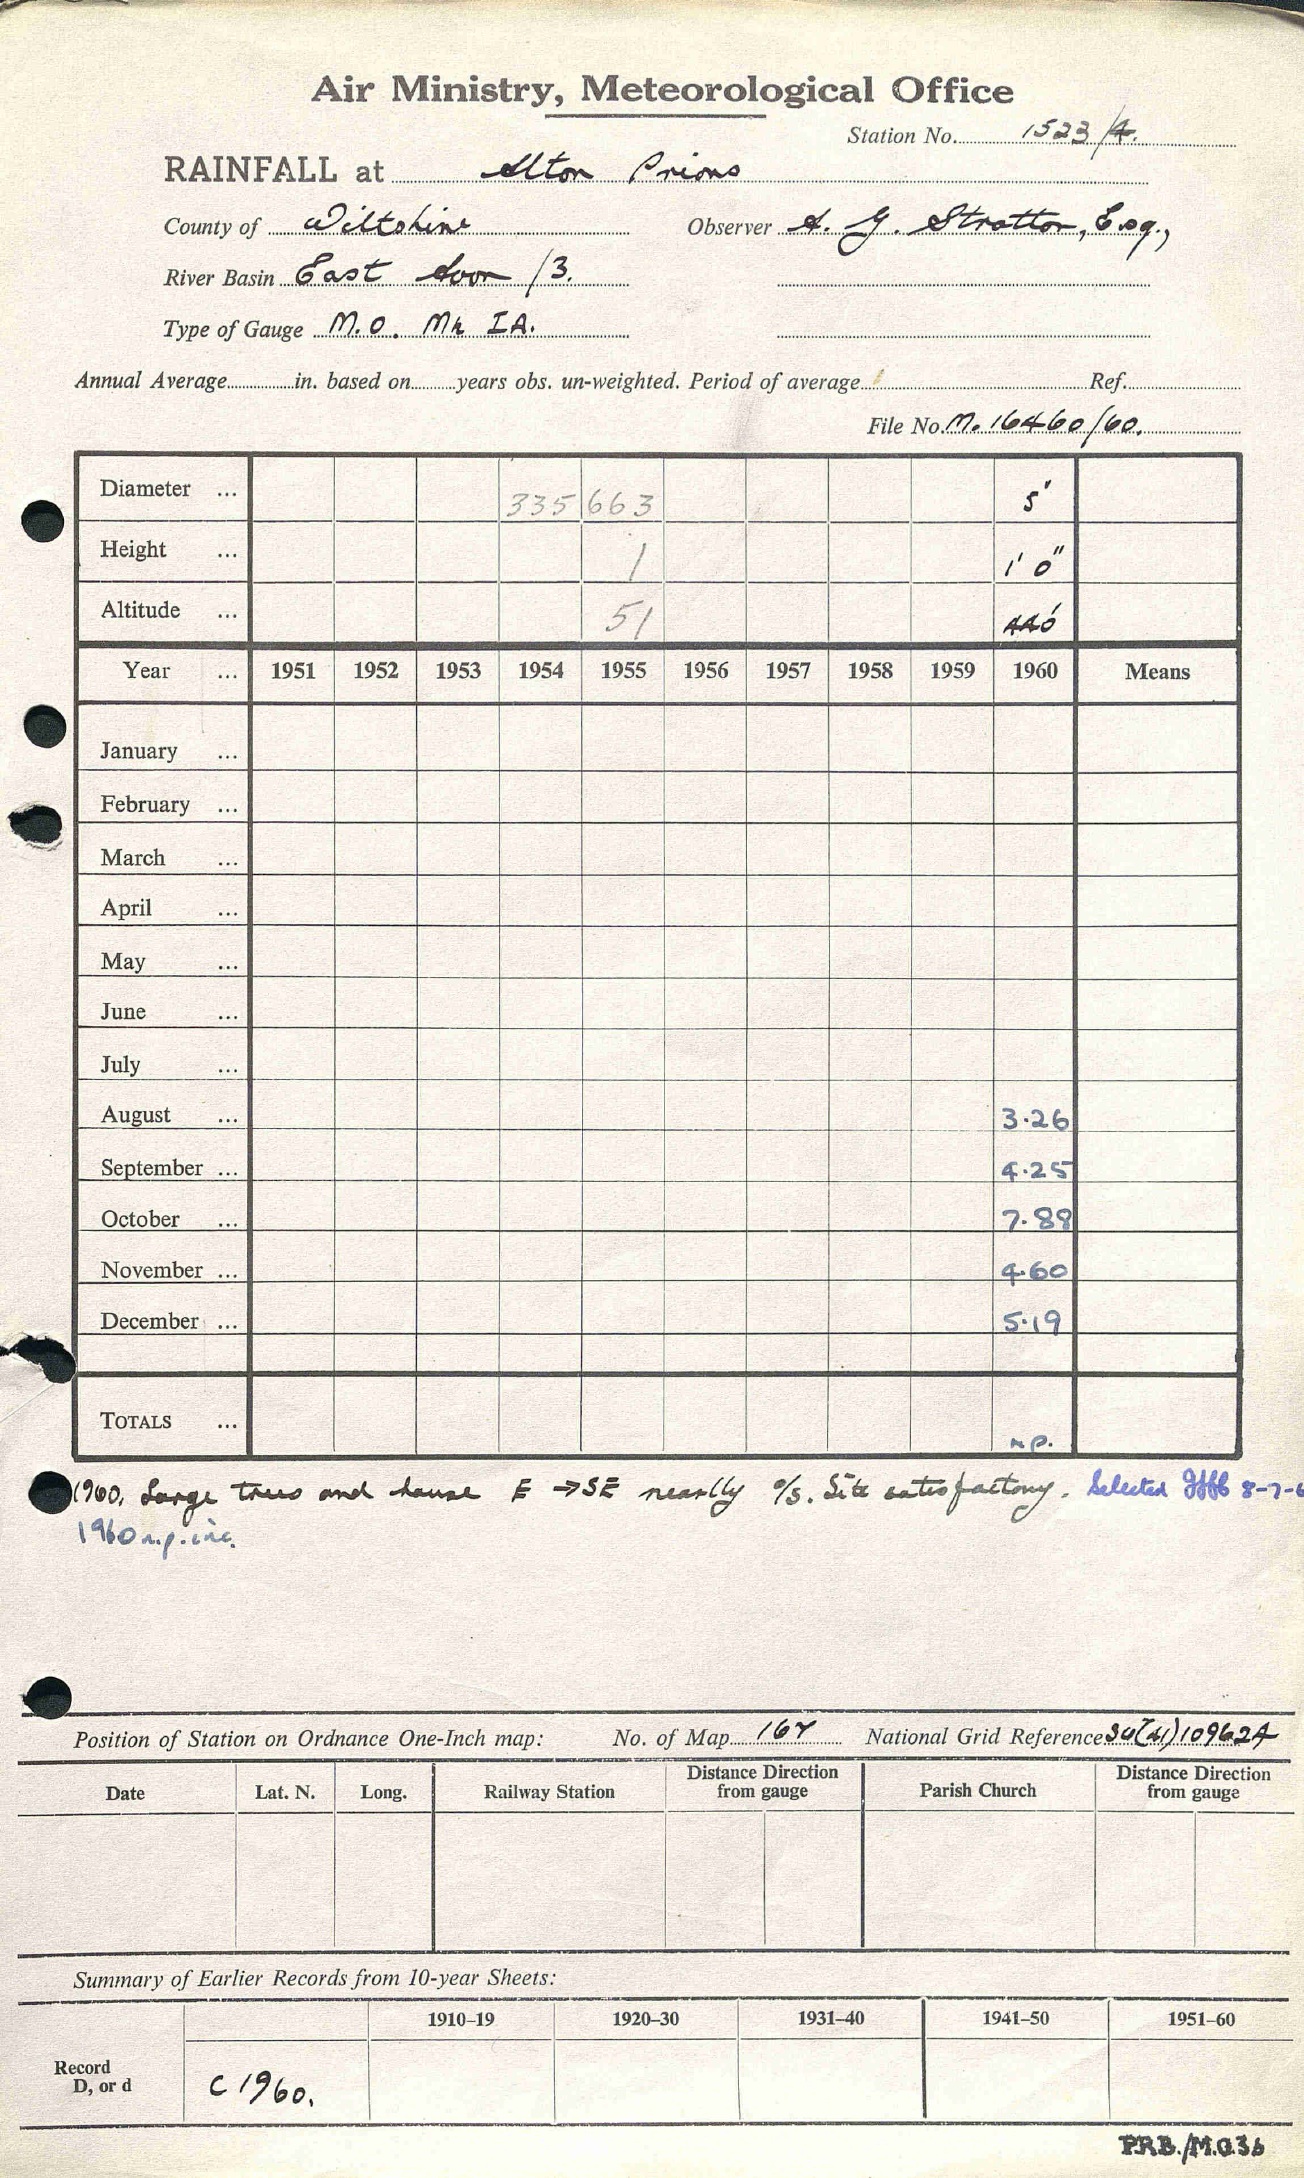 Air Ministry, Meteorological Office
Station No. 1523/4.
RAINFALL at Alton Priors
County of Wiltshire Observer A. G. Stratton, Esq.,
River Basin East Avon /3.
Type of Gauge M.O. Mk IA.
Annual Average in. based on years obs. un-weighted. Period of average Ref.
File No. M. 16460/60.
Diameter ... 335 663 5"
Height ... 1 1' 0"
Altitude ... 51 440'
Year ... 1951 1952 1953 1954 1955 1956 1957 1958 1959 1960 Means
January ...
February ...
March ...
April ...
May ...
June ...
July ...
August ... 3.26
September ... 4.25
October ... 7.88
November ... 4.60
December ... 5.19
TOTALS ... n.p.
1960. Large trees and house E → SE nearlly o/s. Site satisfactory. Selected 8-7-6
1960 n.p. inc.
Position of Station on Ordnance One-Inch map: No. of Map 167 National Grid Reference SU(41)109624
Date Lat. N. Long. Railway Station Distance Direction from gauge Parish Church Distance Direction from gauge
Summary of Earlier Records from 10-year Sheets:
1910–19 1920–30 1931–40 1941–50 1951–60
Record
D, or d C 1960.
P.R.B./M.O.36